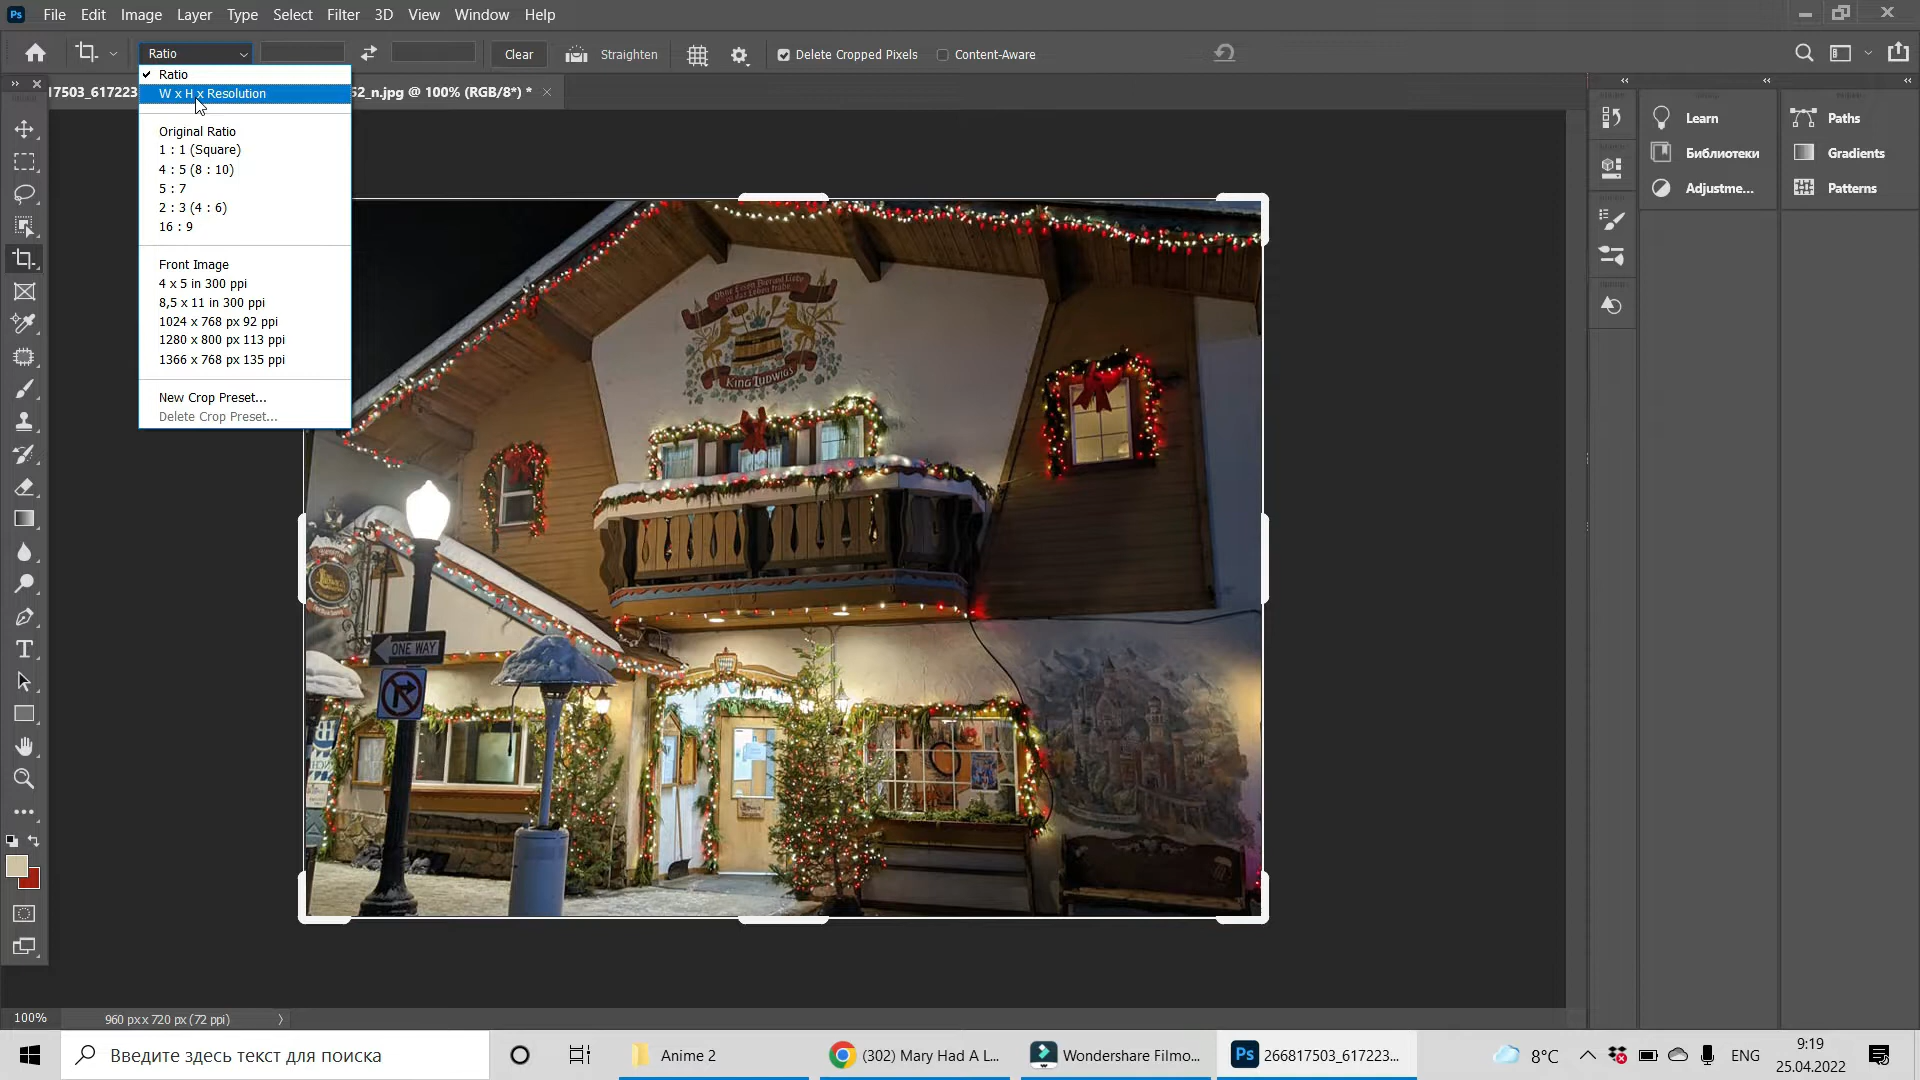 Ps File Edit Image Layer Type Select Filter 3D View Window Help
Ratio Clear Straighten Delete Cropped Pixels Content-Aware
17503_617223 52_n.jpg @ 100% (RGB/8*) *
Ratio
W x H x Resolution
Original Ratio
1 : 1 (Square)
4 : 5 (8 : 10)
5 : 7
2 : 3 (4 : 6)
16 : 9
Front Image
4 x 5 in 300 ppi
8,5 x 11 in 300 ppi
1024 x 768 px 92 ppi
1280 x 800 px 113 ppi
1366 x 768 px 135 ppi
New Crop Preset...
Delete Crop Preset...
Learn
Библиотеки
Adjustme...
Paths
Gradients
Patterns
Ohne Essen
KING LUDWIG'S
ONE WAY
100% 960 px x 720 px (72 ppi)
Введите здесь текст для поиска
Anime 2
(302) Mary Had A L...
Wondershare Filmo...
Ps 266817503_617223...
8°C
ENG
9:19
25.04.2022